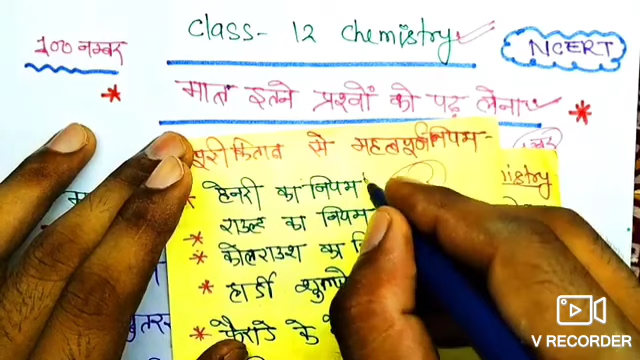 Class- 12 Chemistry
100 नम्बर
NCERT
मात्र इतने प्रश्नों को पढ़ लेना
पूरी किताब से महत्वपूर्ण नियम-
हेनरी का नियम
राउल्ट का नियम
कोलराउश का
हार्डी
फैराडे के
istry
V RECORDER